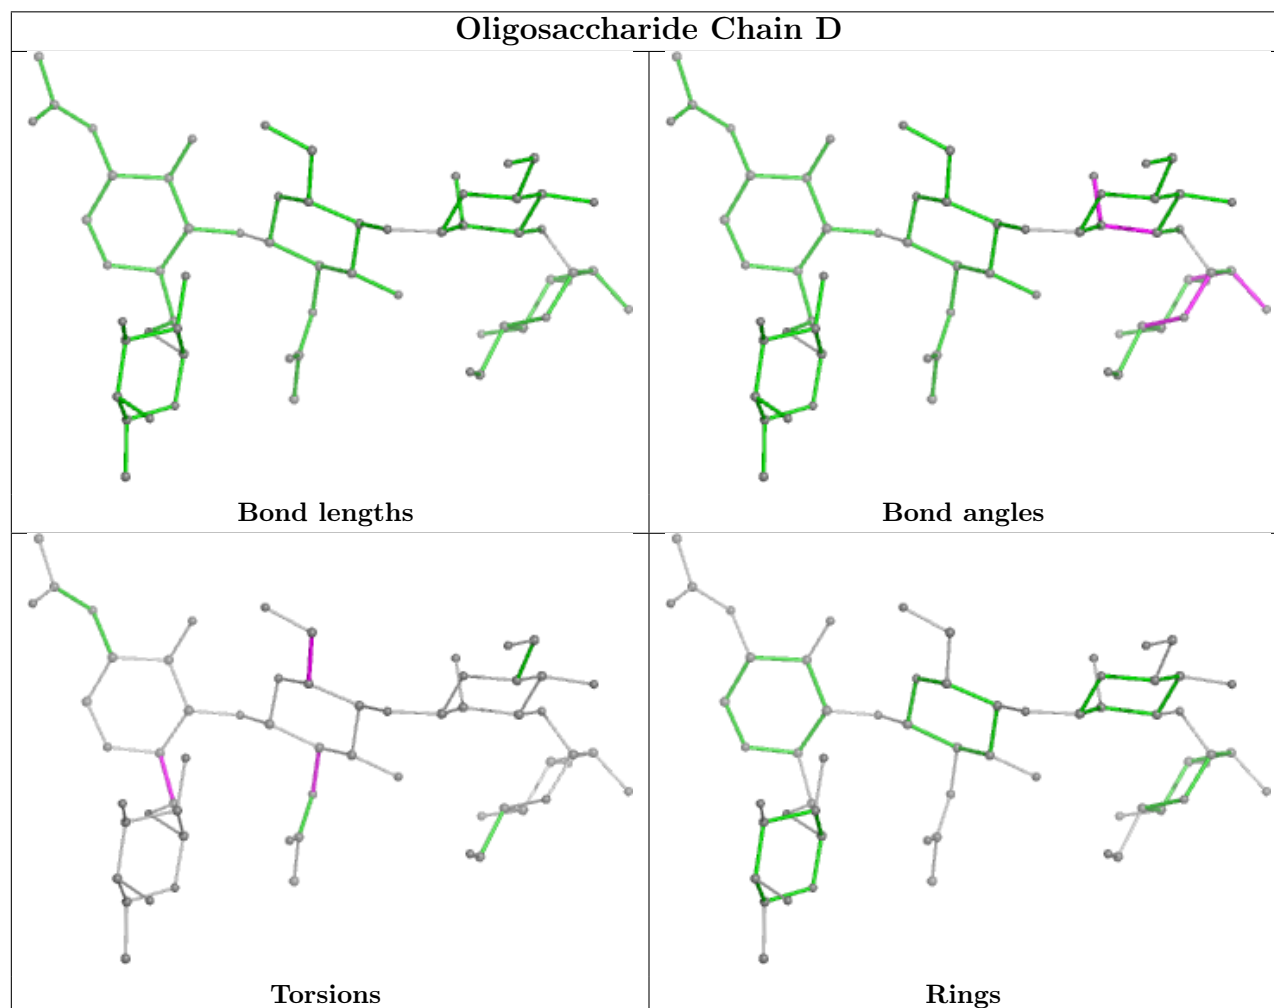 Oligosaccharide Chain D
Bond lengths
Bond angles
Torsions
Rings